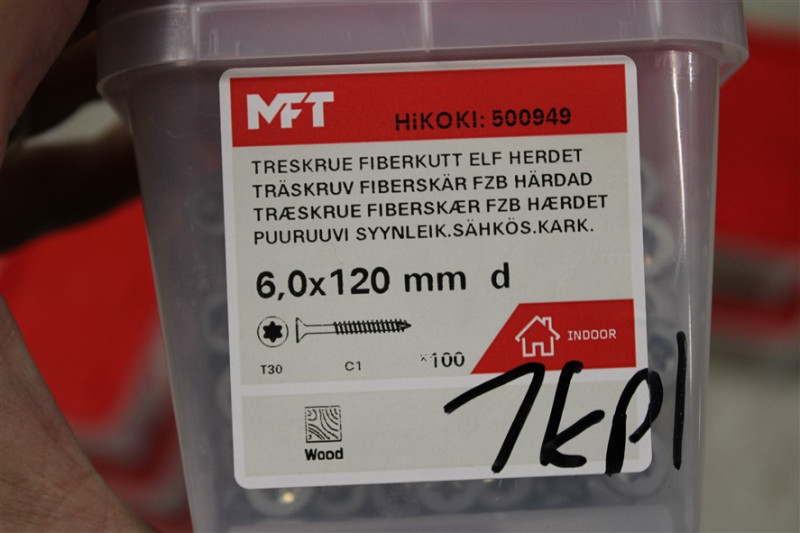 MFT
HiKOKI: 500949
TRESKRUE FIBERKUTT ELF HERDET
TRÄSKRUV FIBERSKÄR FZB HÄRDAD
TRÆSKRUE FIBERSKÆR FZB HÆRDET
PUURUUVI SYYNLEIK.SÄHKÖS.KARK.
6,0x120 mm d
INDOOR
T30 C1 x100
1KPL
Wood